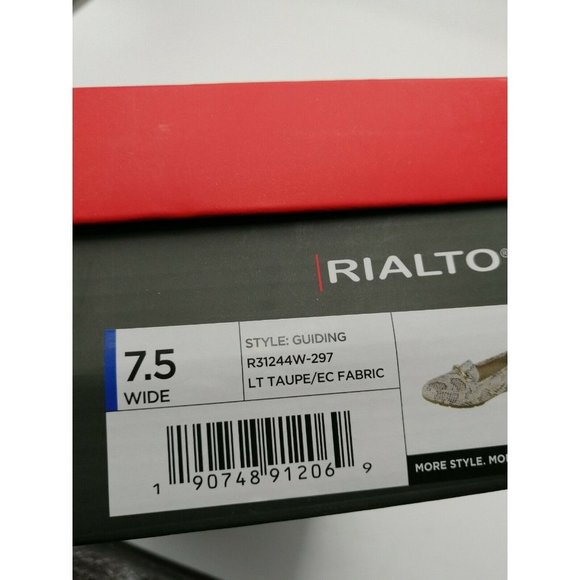 RIALTO®
7.5
WIDE
STYLE: GUIDING
R31244W-297
LT TAUPE/EC FABRIC
1 90748 91206 9
MORE STYLE.